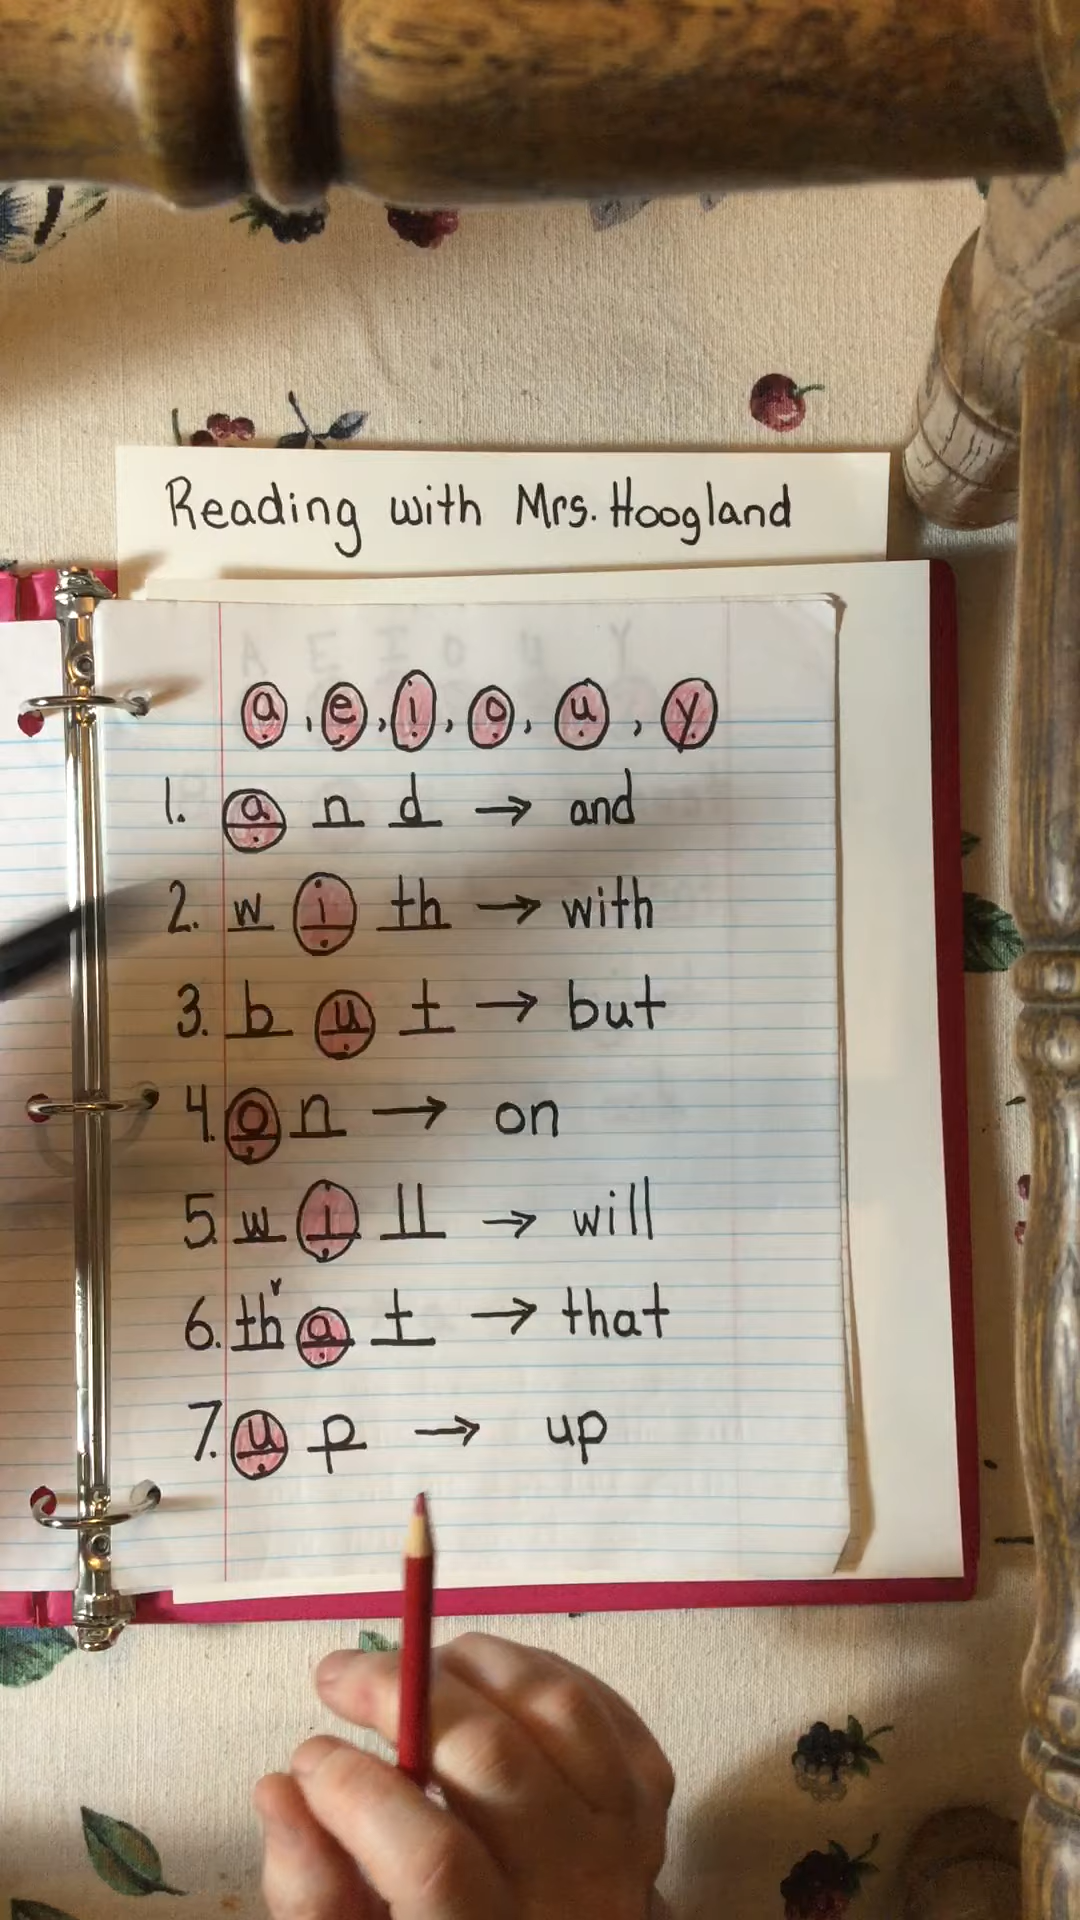 Reading with Mrs. Hoogland
A E I O U Y
a, e, i, o, u, y
1. a n d → and
2. w i th → with
3. b u t → but
4. o n → on
5. w i ll → will
6. th a t → that
7. u p → up